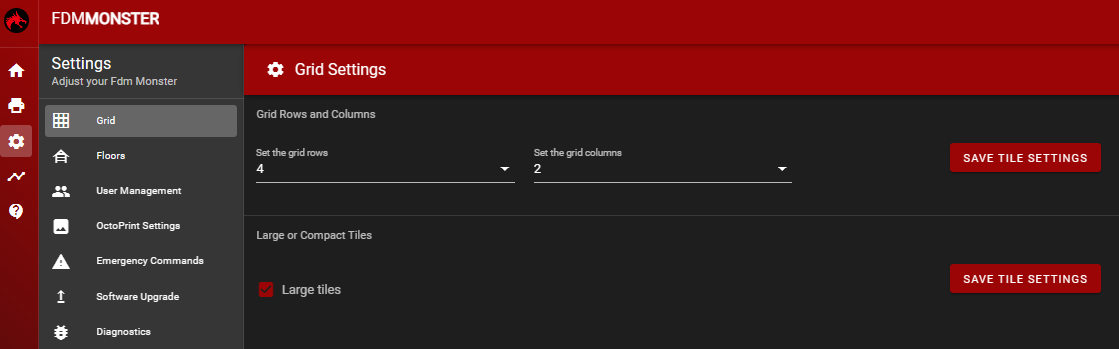 FDMMONSTER
Settings
Adjust your Fdm Monster
Grid
Floors
User Management
OctoPrint Settings
Emergency Commands
Software Upgrade
Diagnostics
Grid Settings
Grid Rows and Columns
Set the grid rows
4
Set the grid columns
2
SAVE TILE SETTINGS
Large or Compact Tiles
Large tiles
SAVE TILE SETTINGS